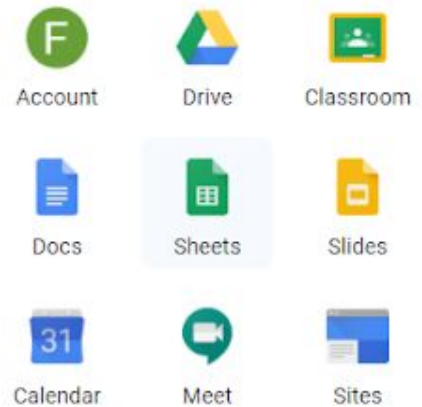 F
Account Drive Classroom
Docs Sheets Slides
31
Calendar Meet Sites